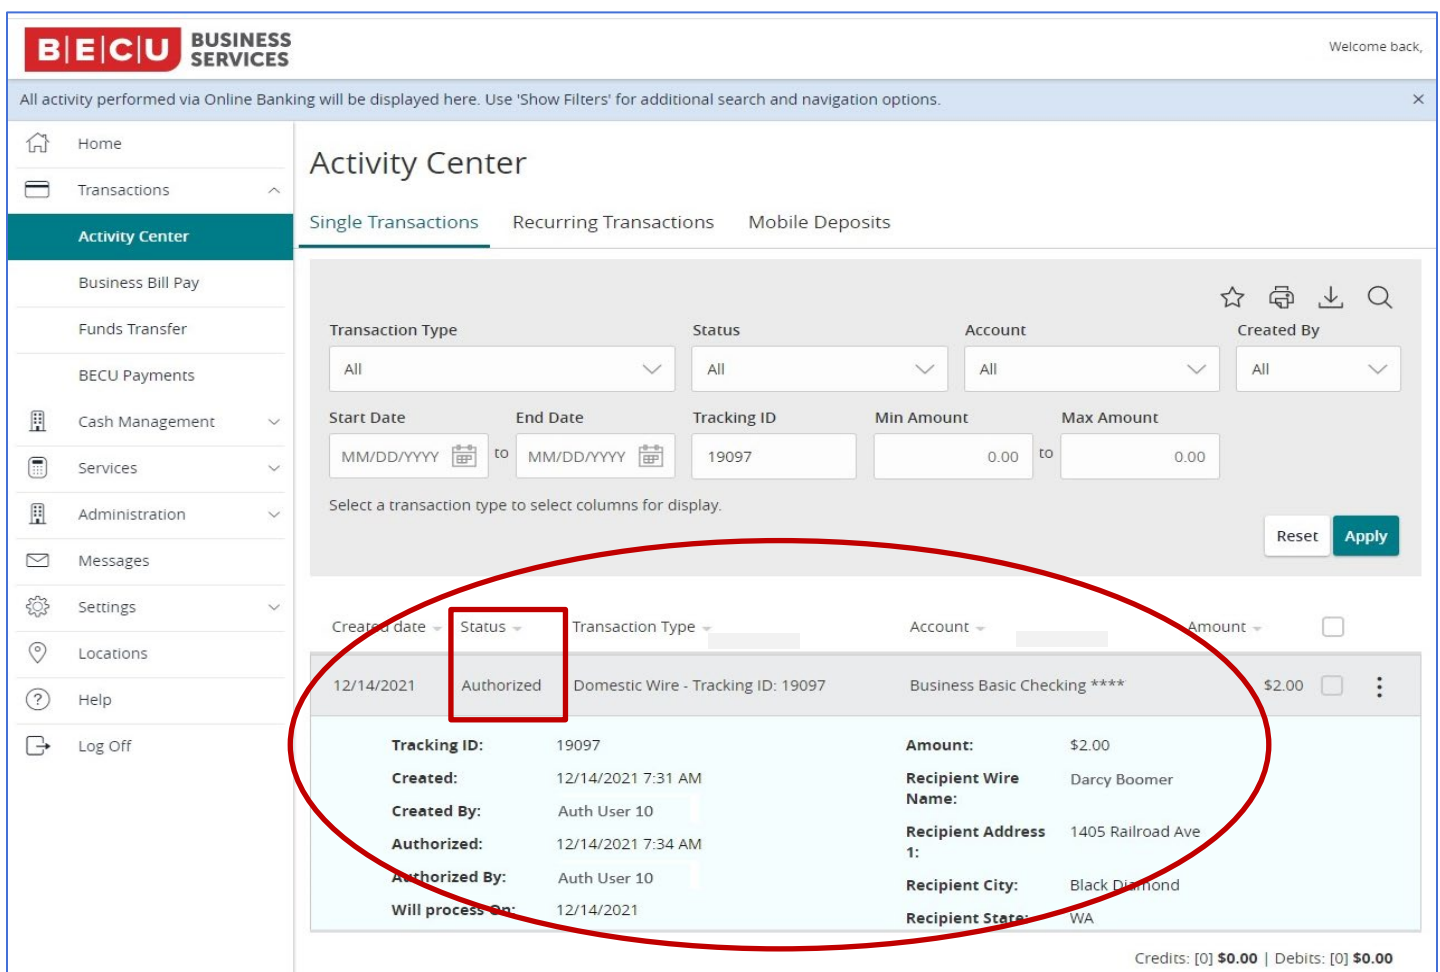 B|E|C|U BUSINESS SERVICES
Welcome back,
All activity performed via Online Banking will be displayed here. Use 'Show Filters' for additional search and navigation options.
Home
Transactions
Activity Center
Business Bill Pay
Funds Transfer
BECU Payments
Cash Management
Services
Administration
Messages
Settings
Locations
Help
Log Off
Activity Center
Single Transactions Recurring Transactions Mobile Deposits
Transaction Type Status Account Created By
All All All All
Start Date End Date Tracking ID Min Amount Max Amount
MM/DD/YYYY to MM/DD/YYYY 19097 0.00 to 0.00
Select a transaction type to select columns for display.
Reset Apply
Created date Status Transaction Type Account Amount
12/14/2021 Authorized Domestic Wire - Tracking ID: 19097 Business Basic Checking **** $2.00
Tracking ID: 19097
Created: 12/14/2021 7:31 AM
Created By: Auth User 10
Authorized: 12/14/2021 7:34 AM
Authorized By: Auth User 10
Will process On: 12/14/2021
Amount: $2.00
Recipient Wire Name: Darcy Boomer
Recipient Address 1: 1405 Railroad Ave
Recipient City: Black Diamond
Recipient State: WA
Credits: [0] $0.00 | Debits: [0] $0.00